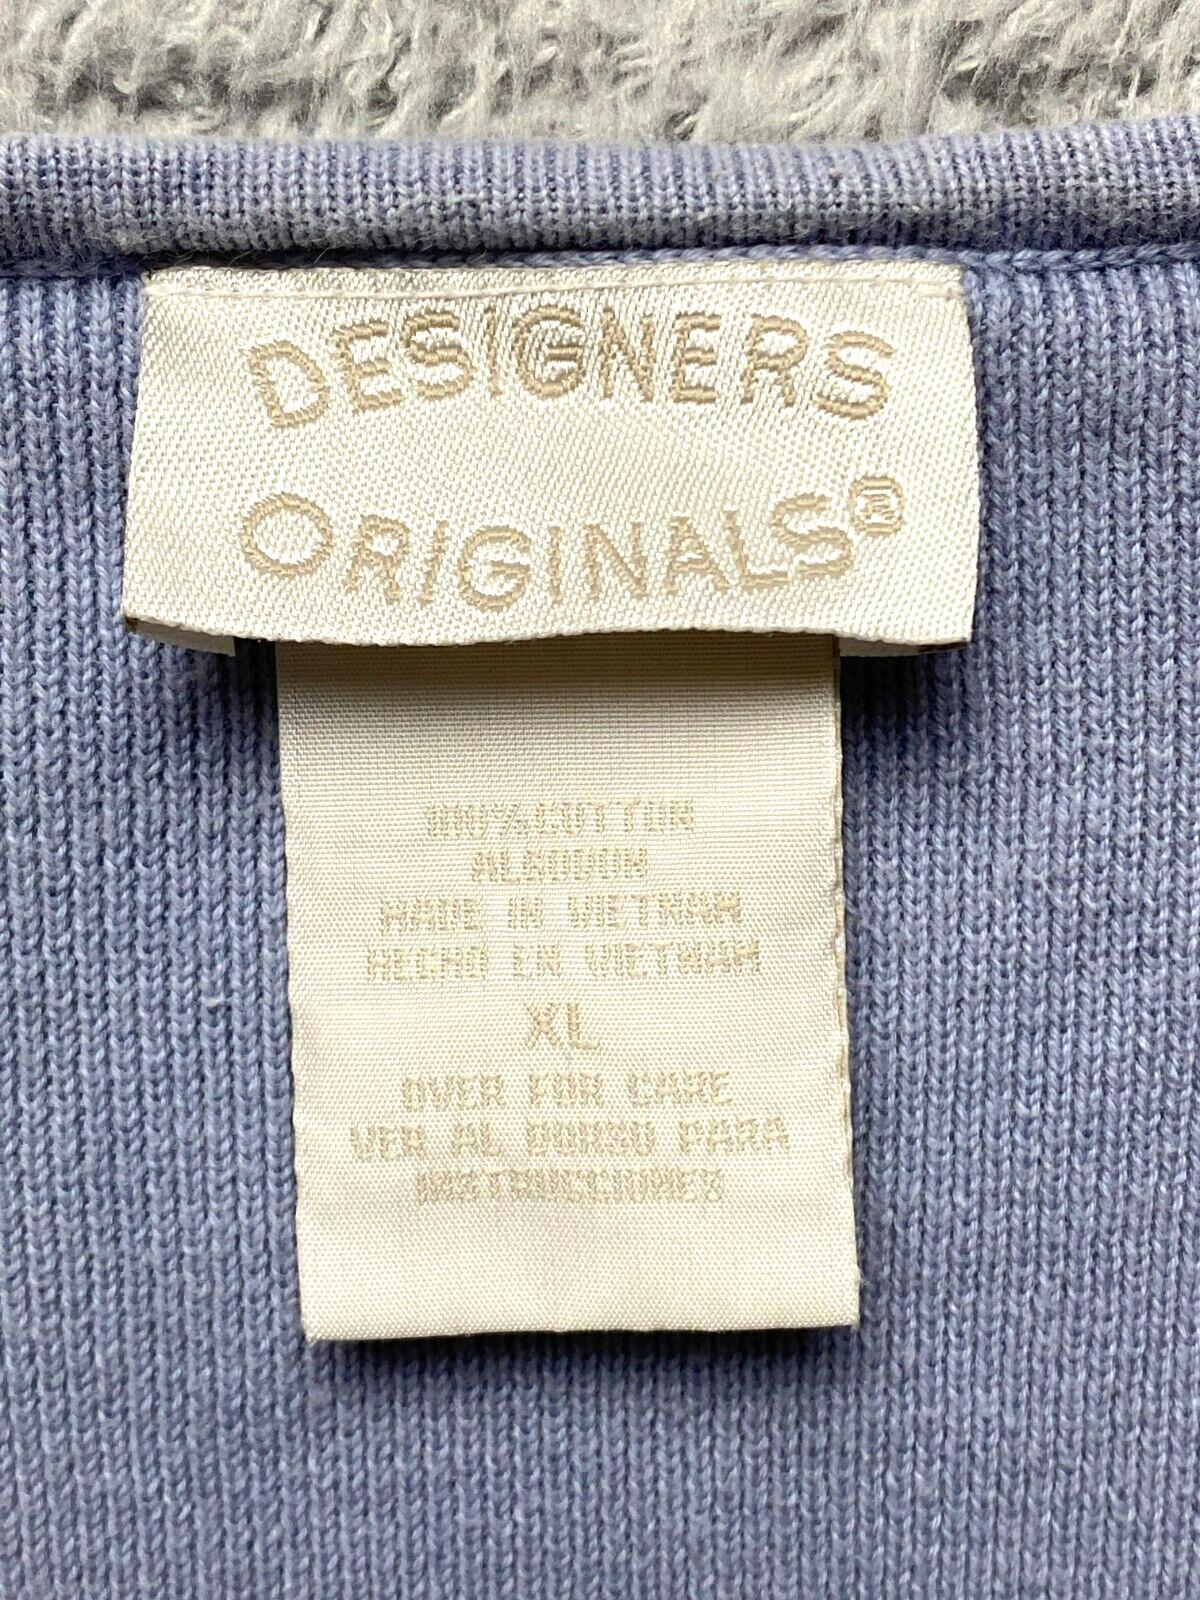 DESIGNERS
ORIGINALS®
100% COTTON
ALGODON
MADE IN VIETNAM
HECHO EN VIETNAM
XL
OVER FOR CARE
VER AL DORSO PARA
INSTRUCCIONES